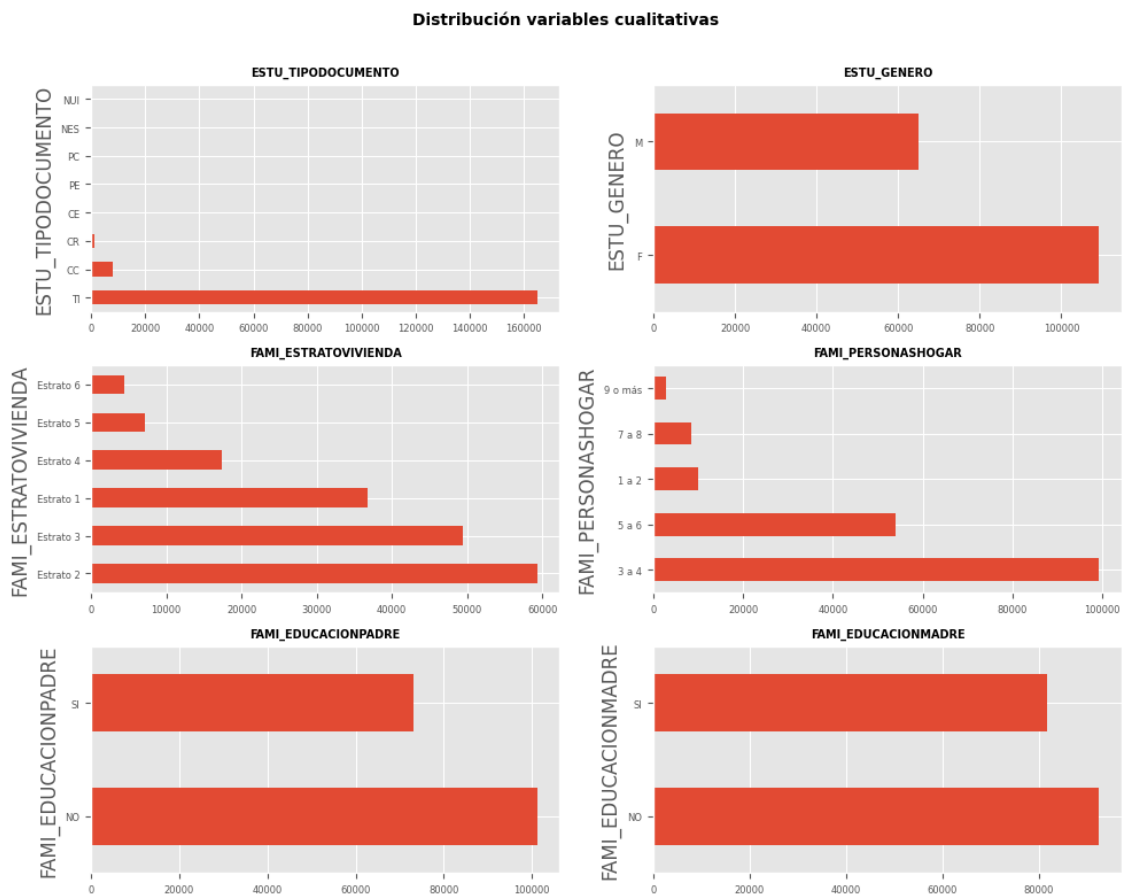 Distribución variables cualitativas
ESTU_TIPODOCUMENTO
ESTU_TIPODOCUMENTO
NUI
NES
PC
PE
CE
CR
CC
TI
0 20000 40000 60000 80000 100000 120000 140000 160000
ESTU_GENERO
ESTU_GENERO
M
F
0 20000 40000 60000 80000 100000
FAMI_ESTRATOVIVIENDA
FAMI_ESTRATOVIVIENDA
Estrato 6
Estrato 5
Estrato 4
Estrato 1
Estrato 3
Estrato 2
0 10000 20000 30000 40000 50000 60000
FAMI_PERSONASHOGAR
FAMI_PERSONASHOGAR
9 o más
7 a 8
1 a 2
5 a 6
3 a 4
0 20000 40000 60000 80000 100000
FAMI_EDUCACIONPADRE
FAMI_EDUCACIONPADRE
SI
NO
0 20000 40000 60000 80000 100000
FAMI_EDUCACIONMADRE
FAMI_EDUCACIONMADRE
SI
NO
0 20000 40000 60000 80000